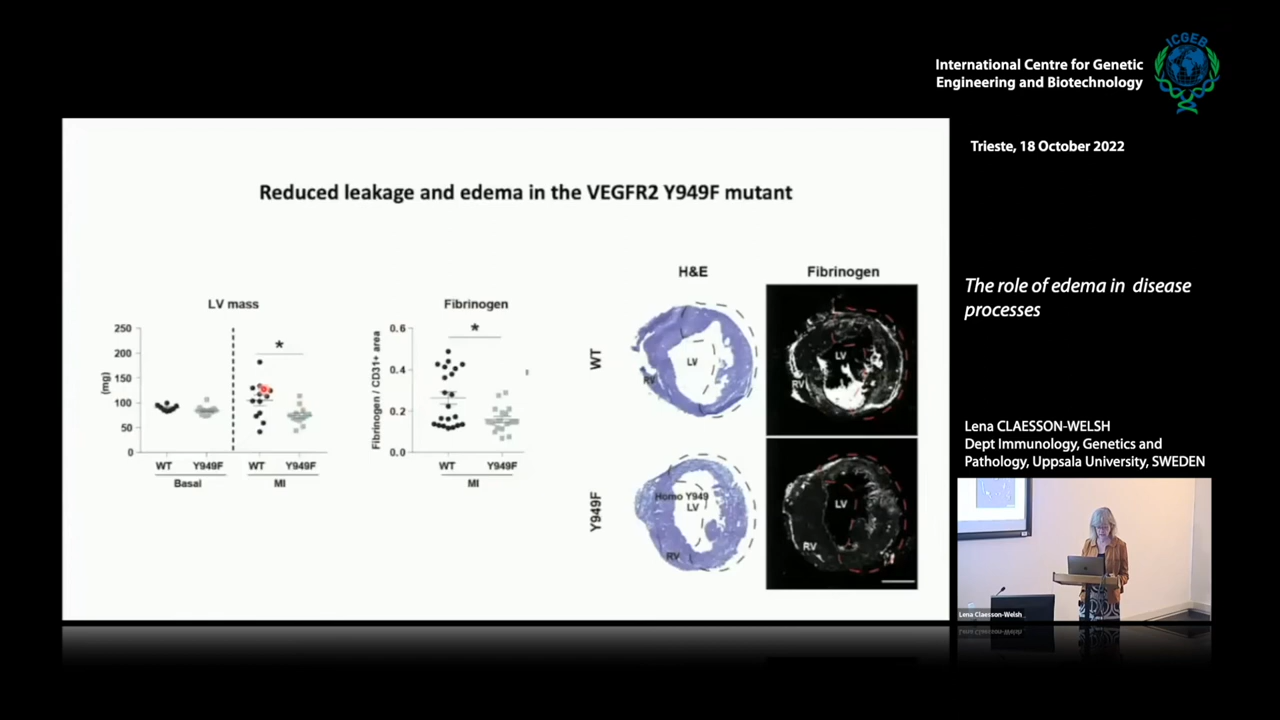 ICGEB
International Centre for Genetic
Engineering and Biotechnology
Trieste, 18 October 2022
Reduced leakage and edema in the VEGFR2 Y949F mutant
LV mass
250
200
150
100
50
0
(mg)
*
WT
Y949F
WT
Y949F
Basal
MI
Fibrinogen
0.6
0.4
0.2
0.0
Fibrinogen / CD31+ area
*
WT
Y949F
MI
H&E
Fibrinogen
WT
LV
RV
LV
RV
Y949F
Homo Y949
LV
RV
LV
RV
The role of edema in disease
processes
Lena CLAESSON-WELSH
Dept Immunology, Genetics and
Pathology, Uppsala University, SWEDEN
Lena Claesson-Welsh